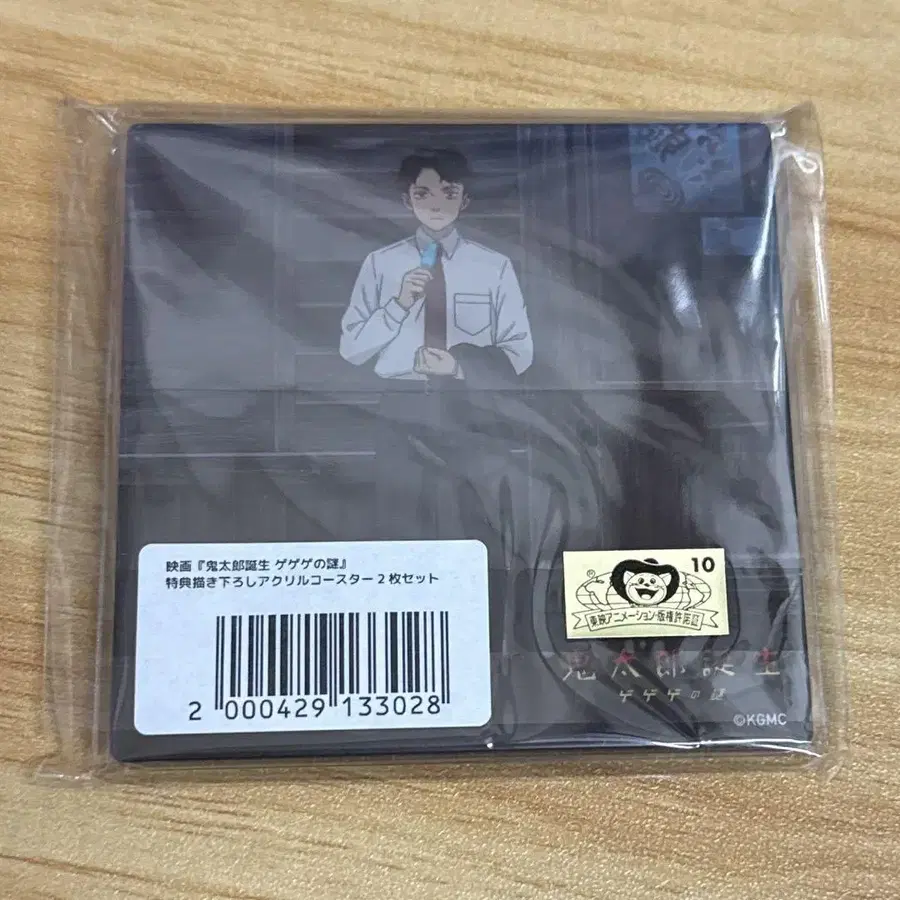 映画『鬼太郎誕生 ゲゲゲの謎』
特典描き下ろしアクリルコースター２枚セット
2 000429 133028
10
®
東映アニメーション・版権許諾証
鬼太郎誕生
ゲゲゲの謎
©KGMC